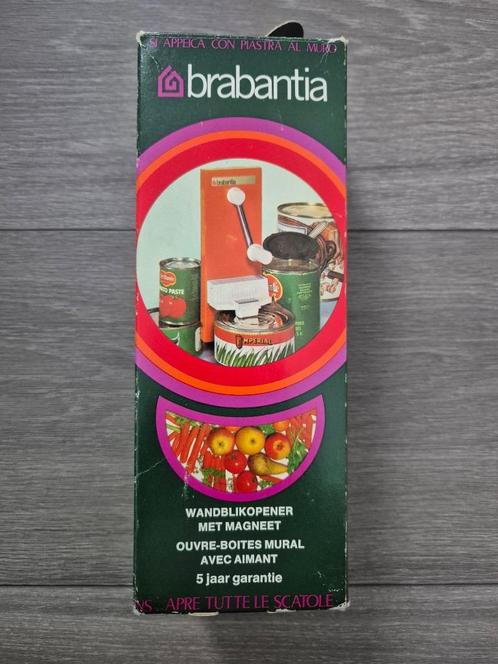 SI APPLICA CON PIASTRA AL MURO
brabantia
brabantia
PASTE
IMPERIAL
WANDBLIKOPENER
MET MAGNEET
OUVRE-BOITES MURAL
AVEC AIMANT
5 jaar garantie
APRE TUTTE LE SCATOLE